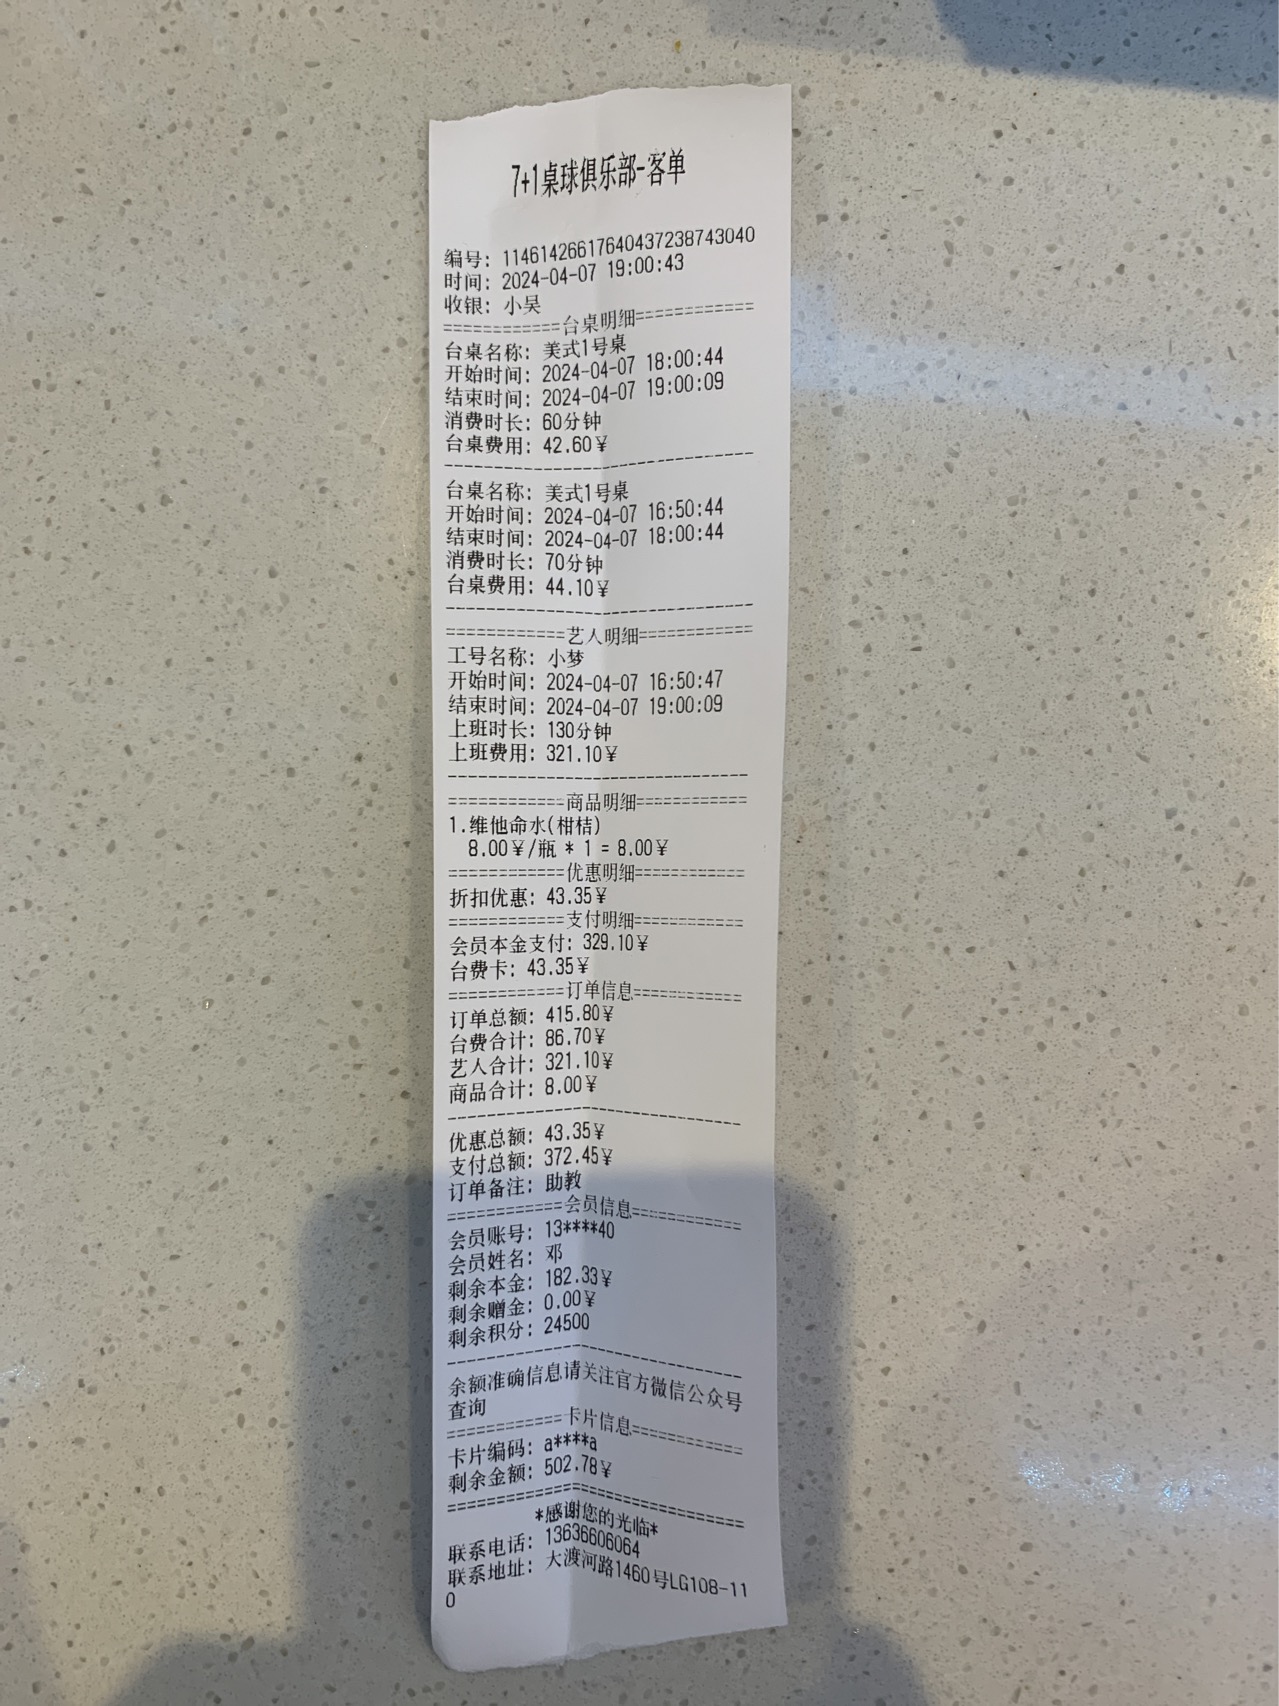 7+1桌球俱乐部-客单
编号: 11461426617640437238743040
时间: 2024-04-07 19:00:43
收银: 小吴
============台桌明细============
台桌名称: 美式1号桌
开始时间: 2024-04-07 18:00:44
结束时间: 2024-04-07 19:00:09
消费时长: 60分钟
台桌费用: 42.60¥
--------------------------------
台桌名称: 美式1号桌
开始时间: 2024-04-07 16:50:44
结束时间: 2024-04-07 18:00:44
消费时长: 70分钟
台桌费用: 44.10¥
--------------------------------
============艺人明细============
工号名称: 小梦
开始时间: 2024-04-07 16:50:47
结束时间: 2024-04-07 19:00:09
上班时长: 130分钟
上班费用: 321.10¥
--------------------------------
============商品明细============
1.维他命水(柑桔)
8.00¥/瓶 * 1 = 8.00¥
============优惠明细============
折扣优惠: 43.35¥
============支付明细============
会员本金支付: 329.10¥
台费卡: 43.35¥
============订单信息============
订单总额: 415.80¥
台费合计: 86.70¥
艺人合计: 321.10¥
商品合计: 8.00¥
--------------------------------
优惠总额: 43.35¥
支付总额: 372.45¥
订单备注: 助教
============会员信息============
会员账号: 13****40
会员姓名: 邓
剩余本金: 182.33¥
剩余赠金: 0.00¥
剩余积分: 24500
--------------------------------
余额准确信息请关注官方微信公众号
查询
============卡片信息============
卡片编码: a****a
剩余金额: 502.78¥
================================
*感谢您的光临*
联系电话: 13636606064
联系地址: 大渡河路1460号LG108-11
0